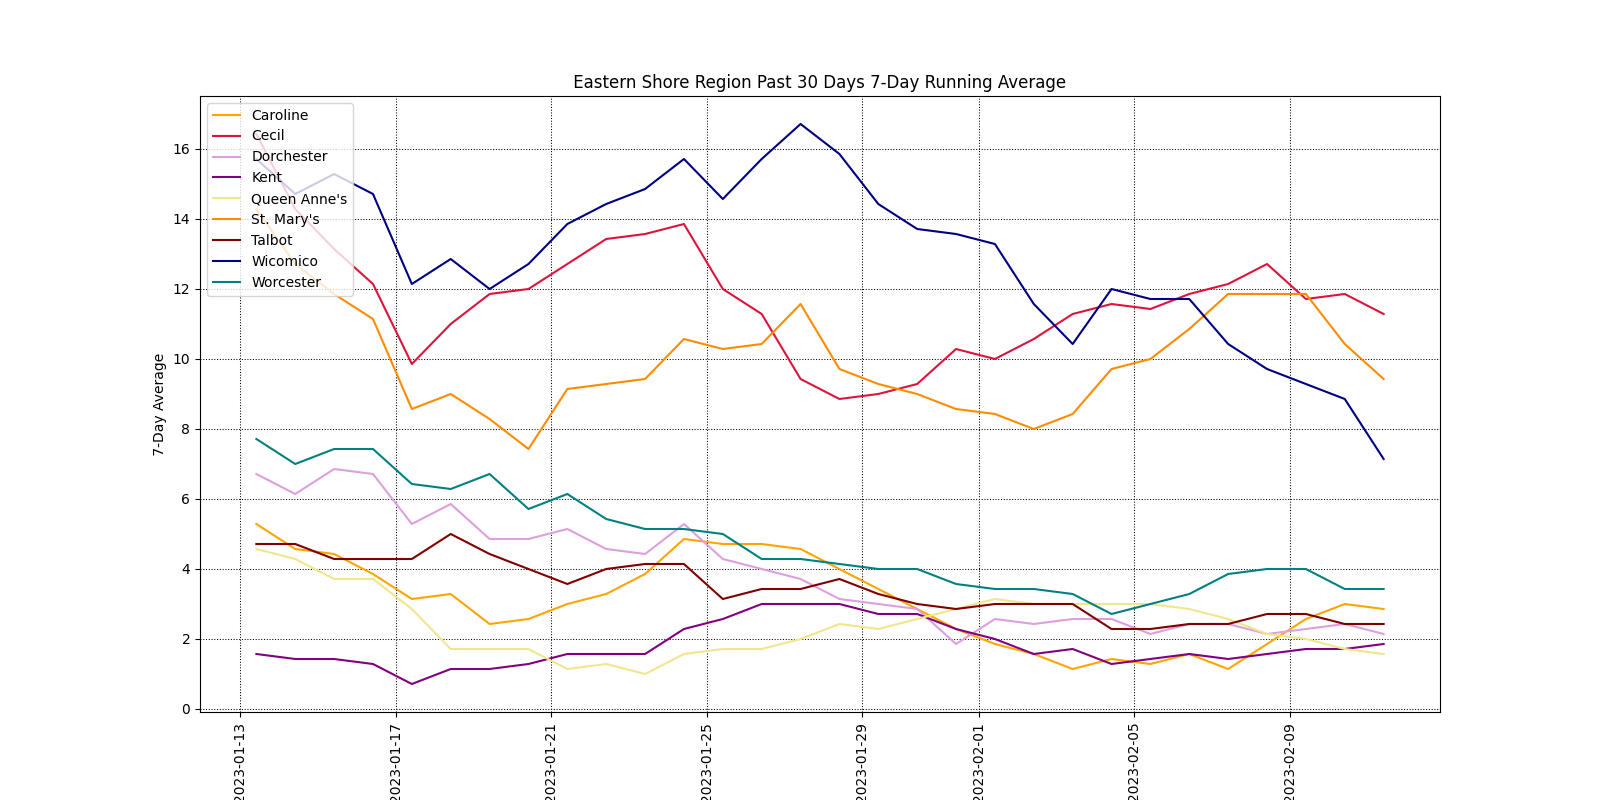 Eastern Shore Region Past 30 Days 7-Day Running Average
Caroline
Cecil
Dorchester
Kent
Queen Anne's
St. Mary's
Talbot
Wicomico
Worcester
7-Day Average
16
14
12
10
8
6
4
2
0
2023-01-13
2023-01-17
2023-01-21
2023-01-25
2023-01-29
2023-02-01
2023-02-05
2023-02-09